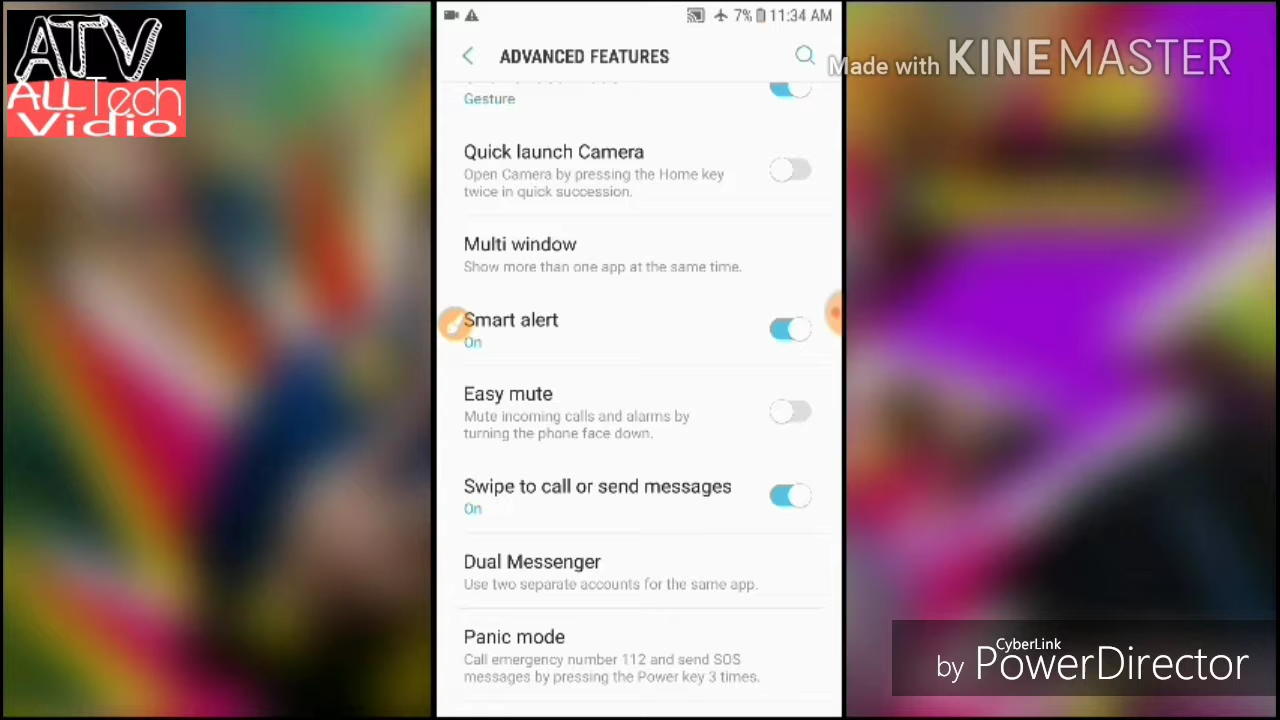 ATV
ALLTech
Vidio
7% 11:34 AM
ADVANCED FEATURES
Made with KINEMASTER
Gesture
Quick launch Camera
Open Camera by pressing the Home key
twice in quick succession.
Multi window
Show more than one app at the same time.
Smart alert
On
Easy mute
Mute incoming calls and alarms by
turning the phone face down.
Swipe to call or send messages
On
Dual Messenger
Use two separate accounts for the same app.
Panic mode
Call emergency number 112 and send SOS
messages by pressing the Power key 3 times.
CyberLink
by PowerDirector